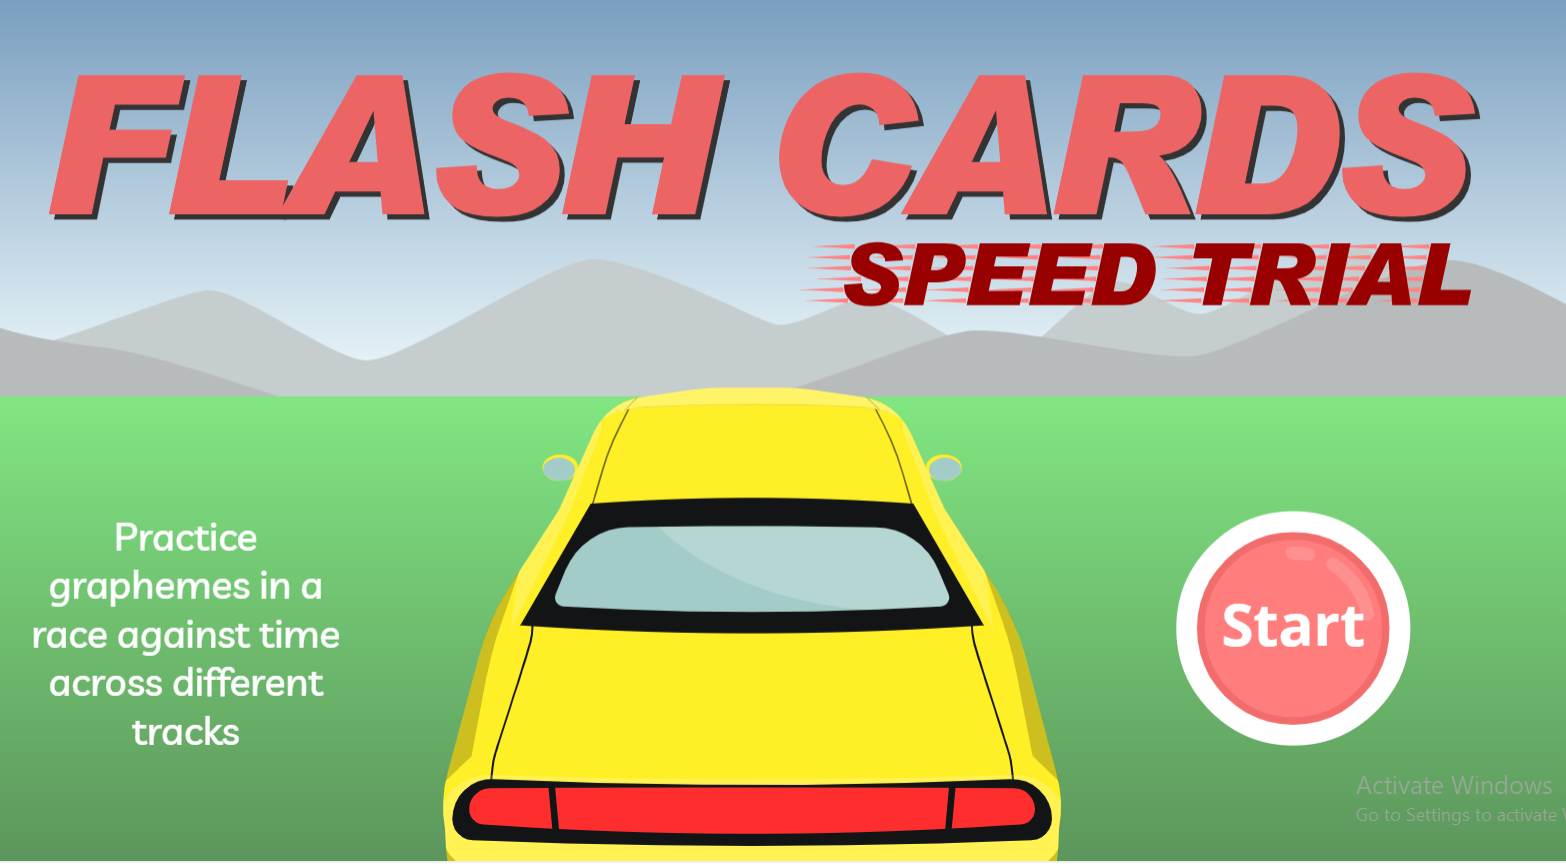 FLASH CARDS
SPEED TRIAL
Practice
graphemes in a
race against time
across different
tracks
Start
Activate Windows
Go to Settings to activate